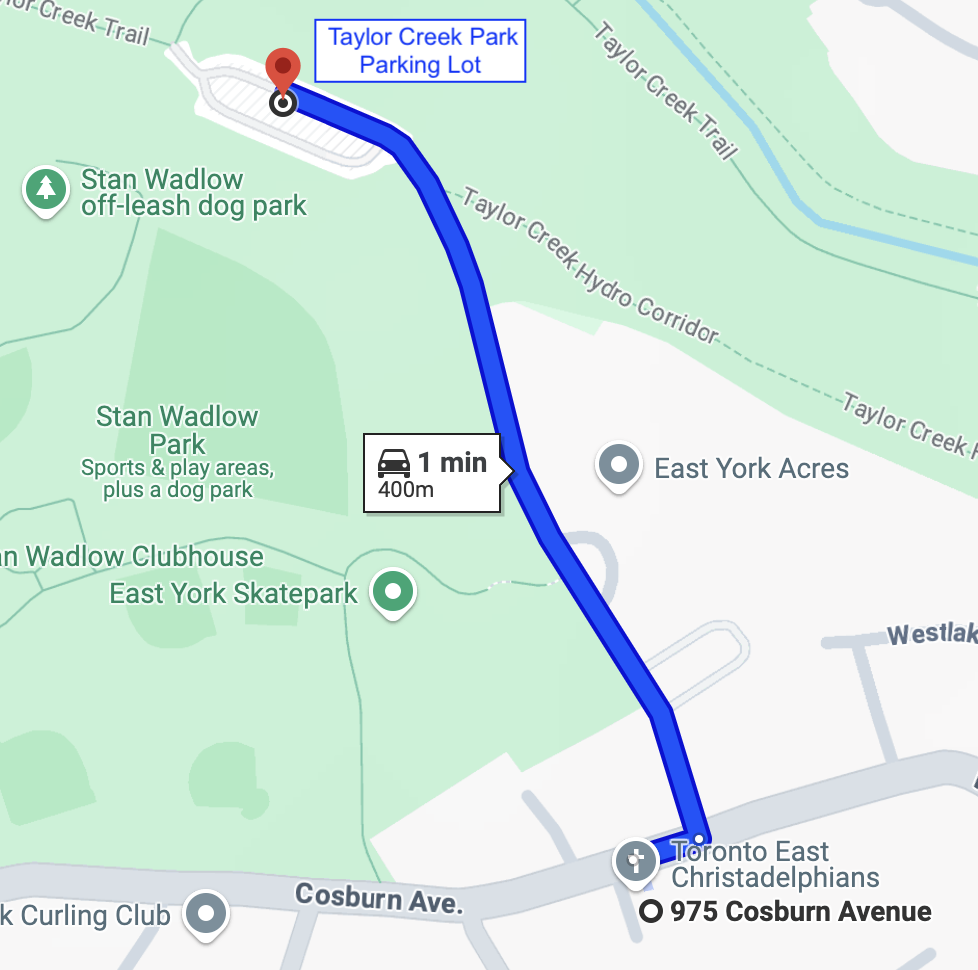 Creek Trail
Taylor Creek Park
Parking Lot
Taylor Creek Trail
Stan Wadlow
off-leash dog park
Taylor Creek Hydro Corridor
Stan Wadlow
Park
Sports & play areas,
plus a dog park
Taylor Creek
1 min
400m
East York Acres
an Wadlow Clubhouse
East York Skatepark
Westlak
Toronto East
Christadelphians
Cosburn Ave.
k Curling Club
975 Cosburn Avenue